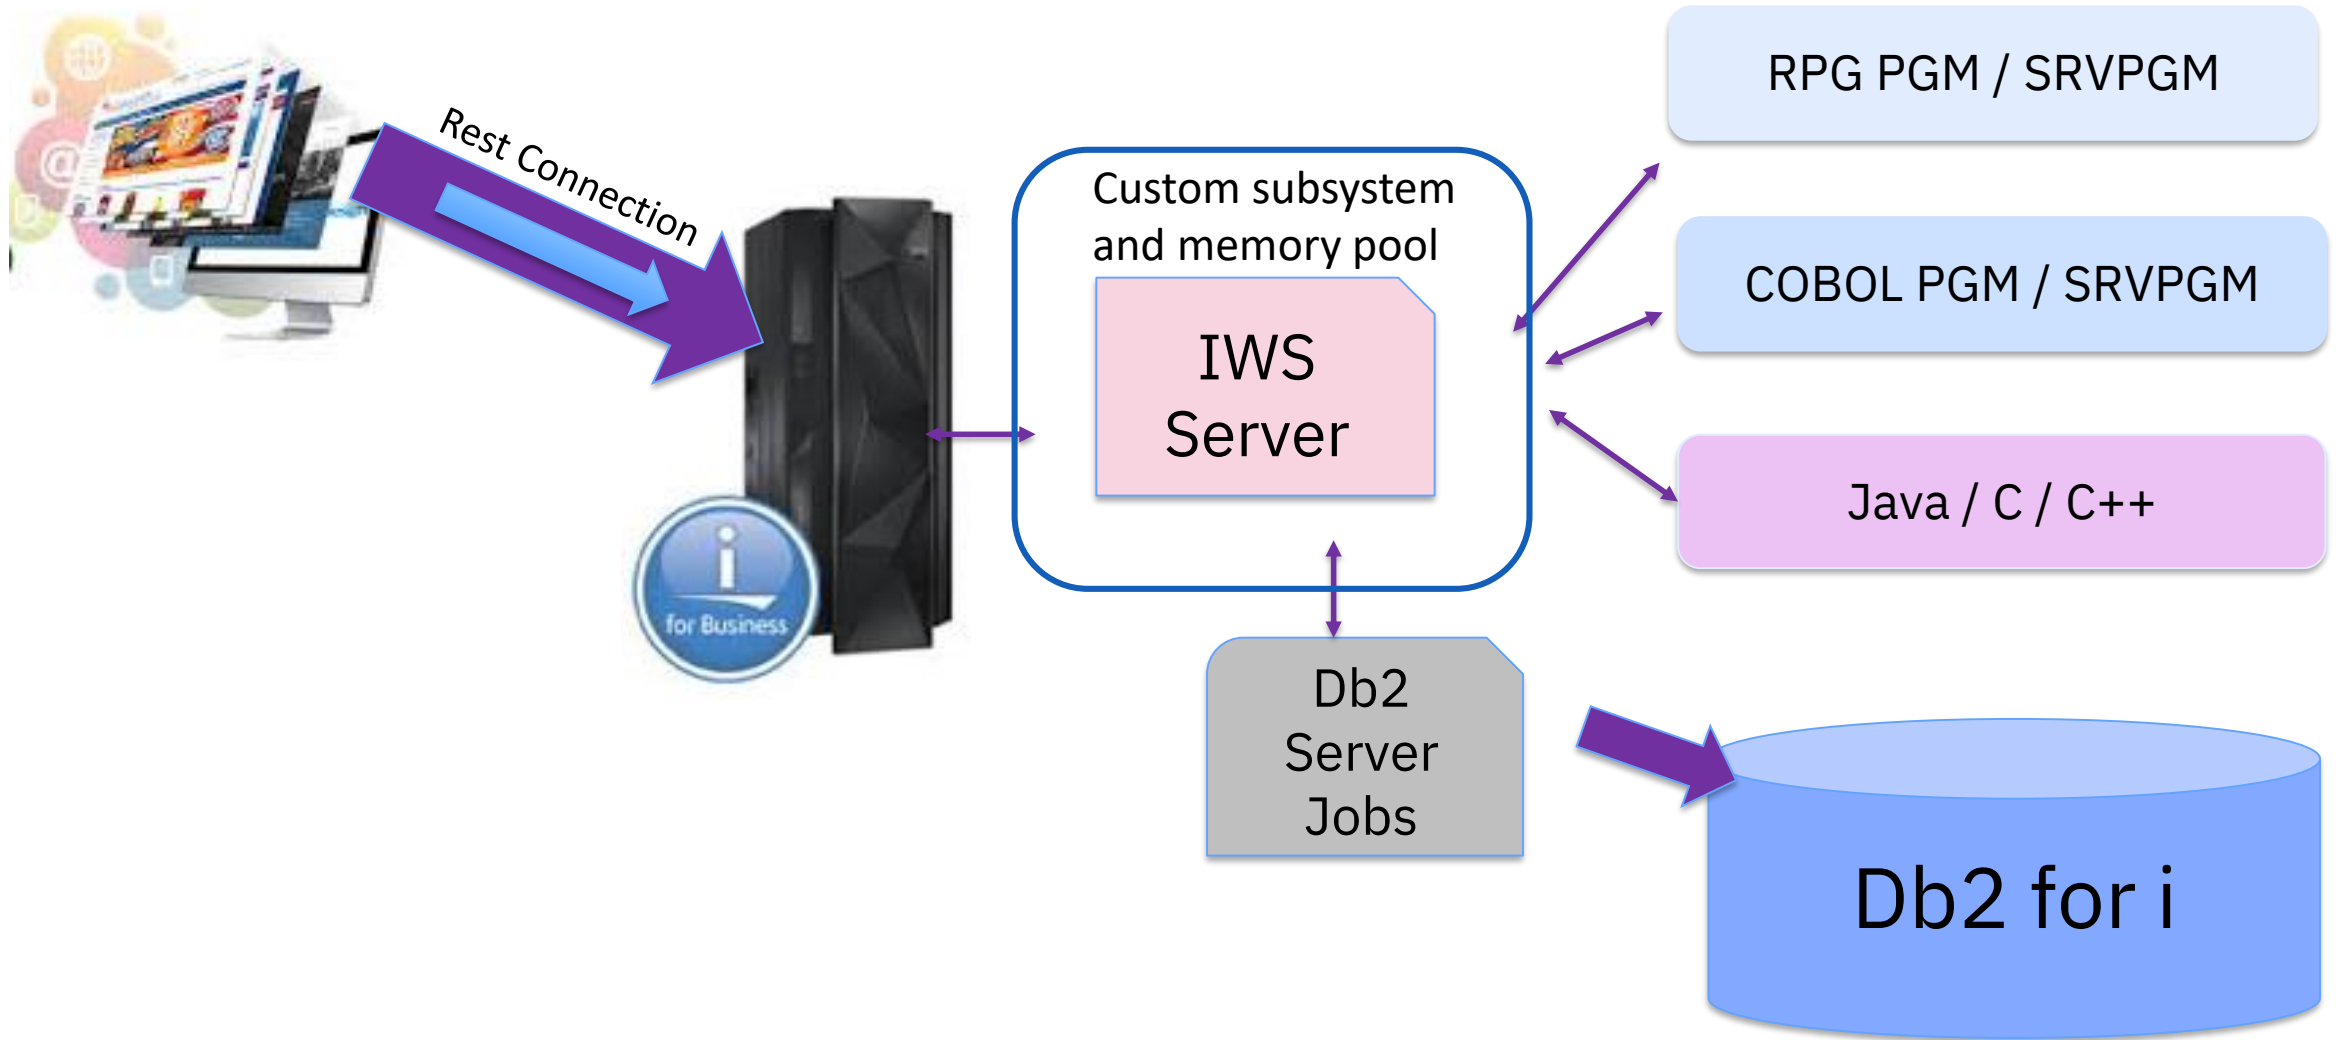 Rest Connection
RPG PGM / SRVPGM
Custom subsystem
and memory pool
IWS
Server
COBOL PGM / SRVPGM
Java / C / C++
i
for Business
Db2
Server
Jobs
Db2 for i